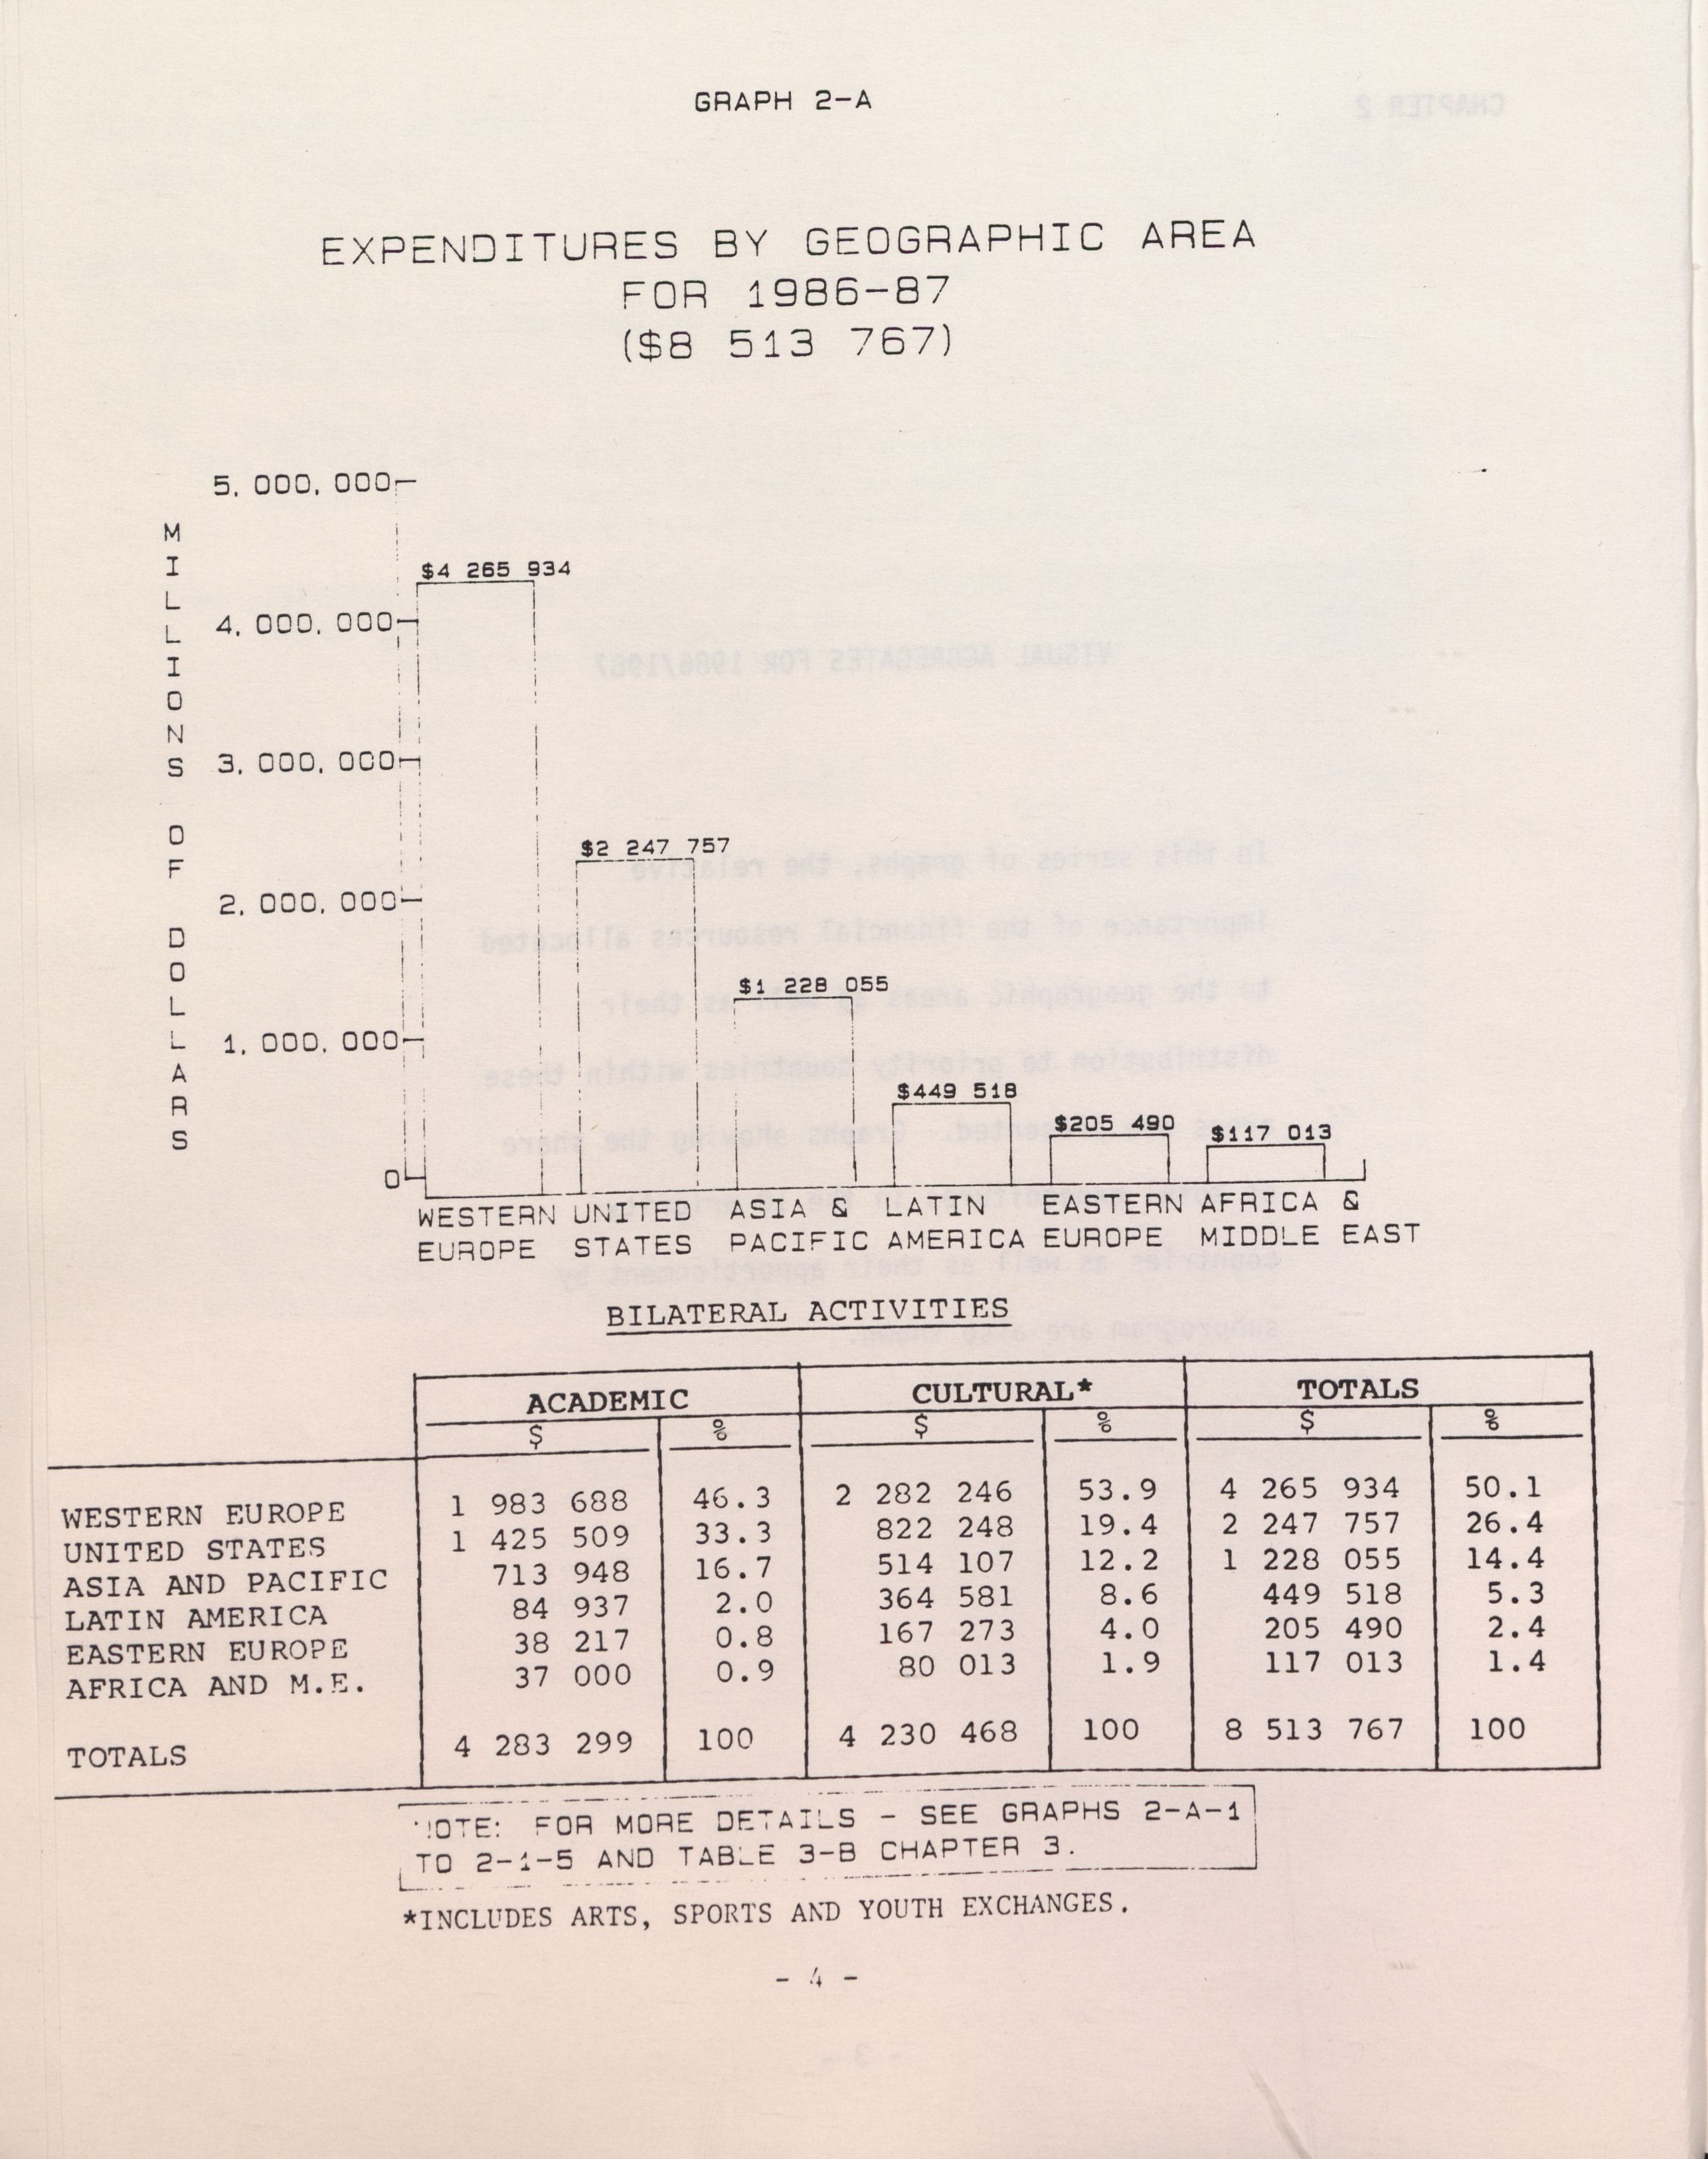 GRAPH 2-A
EXPENDITURES BY GEOGRAPHIC AREA
FOR 1986-87
($8 513 767)
MILLIONS OF DOLLARS
5,000,000
4,000,000
3,000,000
2,000,000
1,000,000
0
$4 265 934
$2 247 757
$1 228 055
$449 518
$205 490
$117 013
WESTERN UNITED ASIA & LATIN EASTERN AFRICA &
EUROPE STATES PACIFIC AMERICA EUROPE MIDDLE EAST
BILATERAL ACTIVITIES
ACADEMIC CULTURAL* TOTALS
$ % $ % $ %
WESTERN EUROPE 1 983 688 46.3 2 282 246 53.9 4 265 934 50.1
UNITED STATES 1 425 509 33.3 822 248 19.4 2 247 757 26.4
ASIA AND PACIFIC 713 948 16.7 514 107 12.2 1 228 055 14.4
LATIN AMERICA 84 937 2.0 364 581 8.6 449 518 5.3
EASTERN EUROPE 38 217 0.8 167 273 4.0 205 490 2.4
AFRICA AND M.E. 37 000 0.9 80 013 1.9 117 013 1.4
TOTALS 4 283 299 100 4 230 468 100 8 513 767 100
NOTE: FOR MORE DETAILS - SEE GRAPHS 2-A-1
TO 2-1-5 AND TABLE 3-B CHAPTER 3.
*INCLUDES ARTS, SPORTS AND YOUTH EXCHANGES.
- 4 -